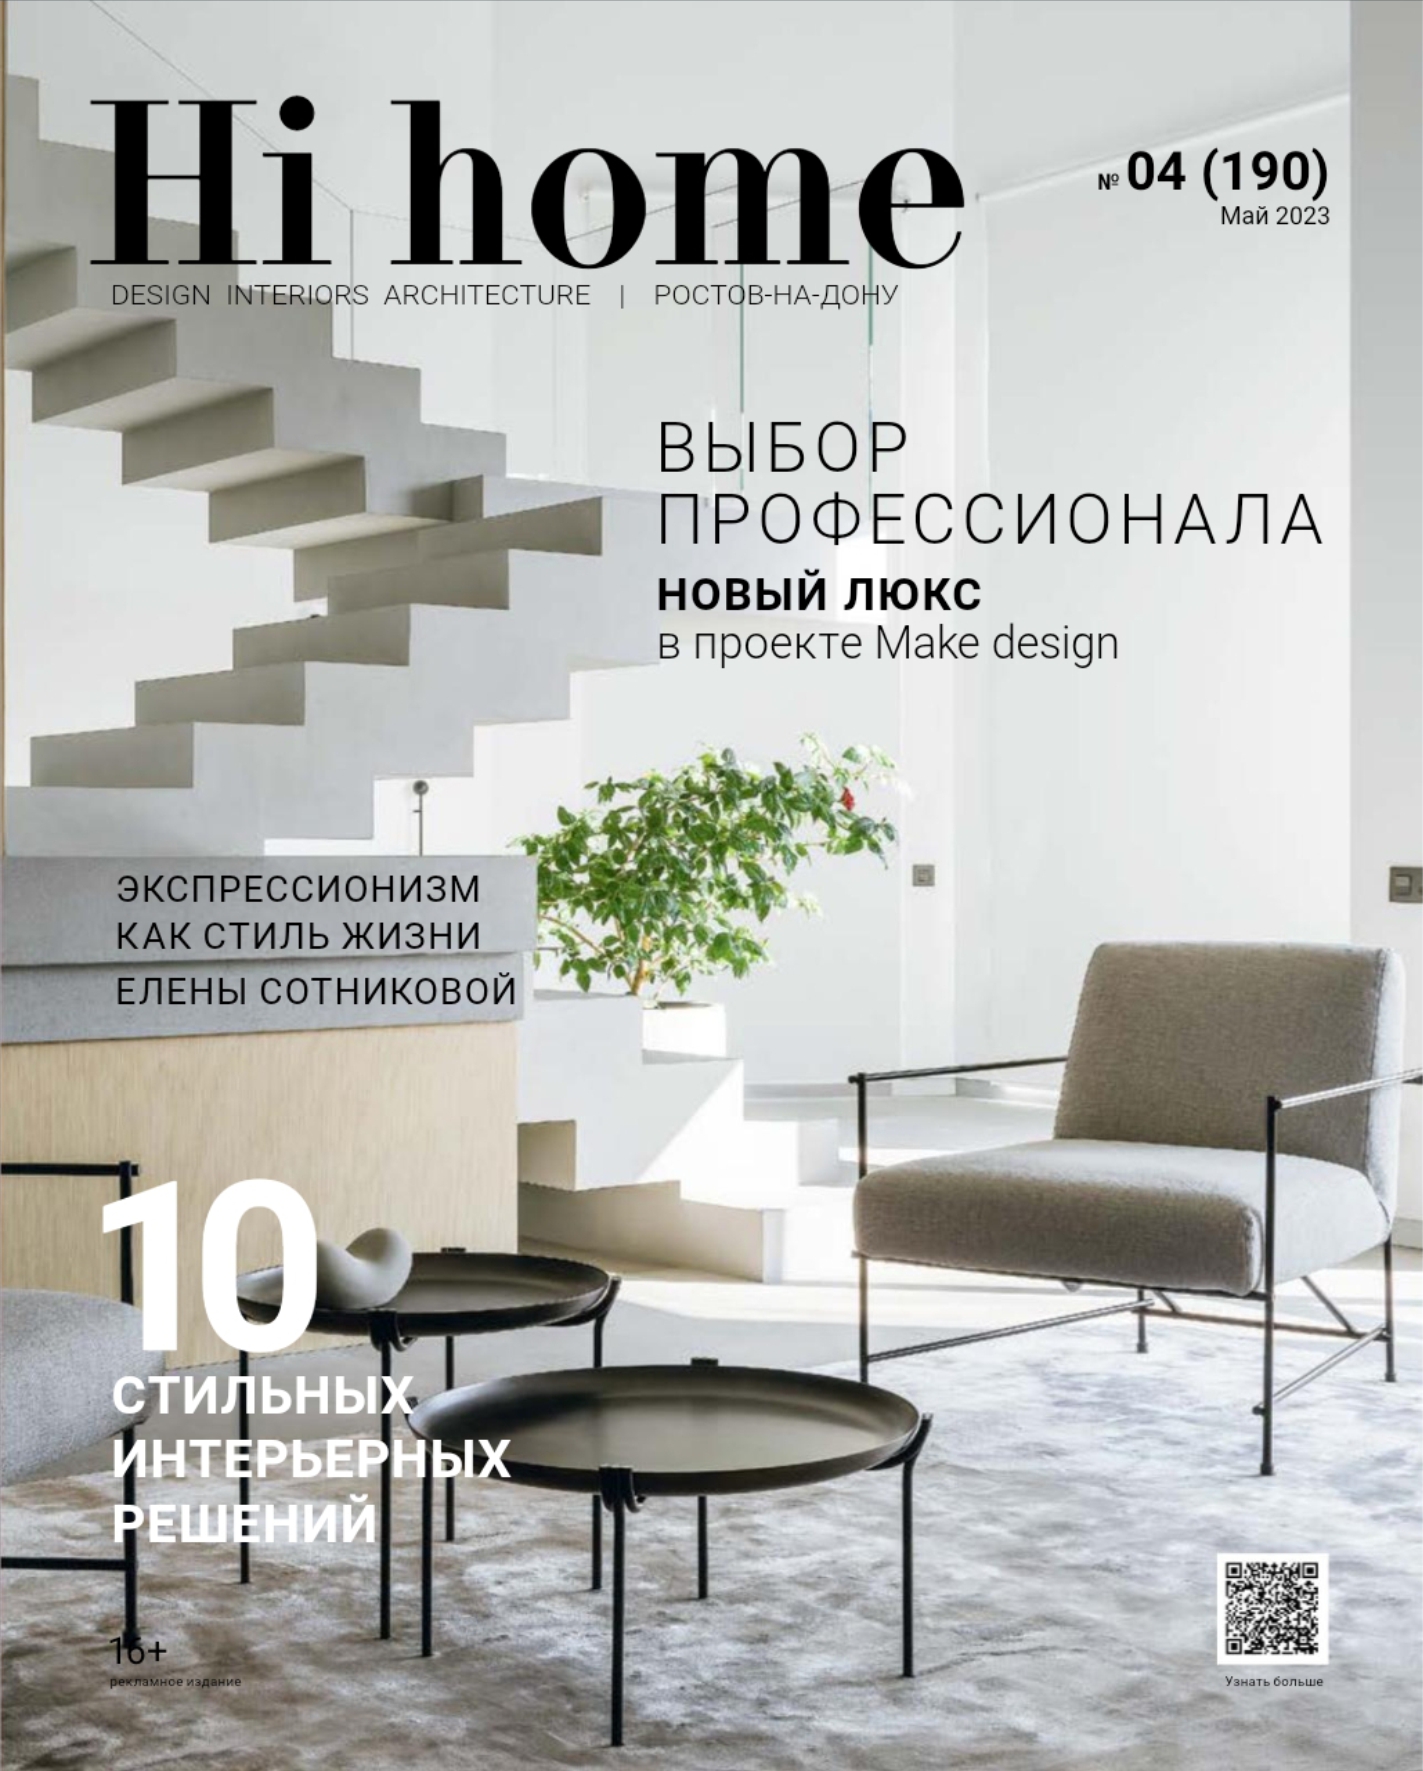 Hi home
№ 04 (190)
Май 2023
DESIGN INTERIORS ARCHITECTURE | РОСТОВ-НА-ДОНУ
ВЫБОР
ПРОФЕССИОНАЛА
НОВЫЙ ЛЮКС
в проекте Make design
ЭКСПРЕССИОНИЗМ
КАК СТИЛЬ ЖИЗНИ
ЕЛЕНЫ СОТНИКОВОЙ
10
СТИЛЬНЫХ
ИНТЕРЬЕРНЫХ
РЕШЕНИЙ
16+
рекламное издание
Узнать больше